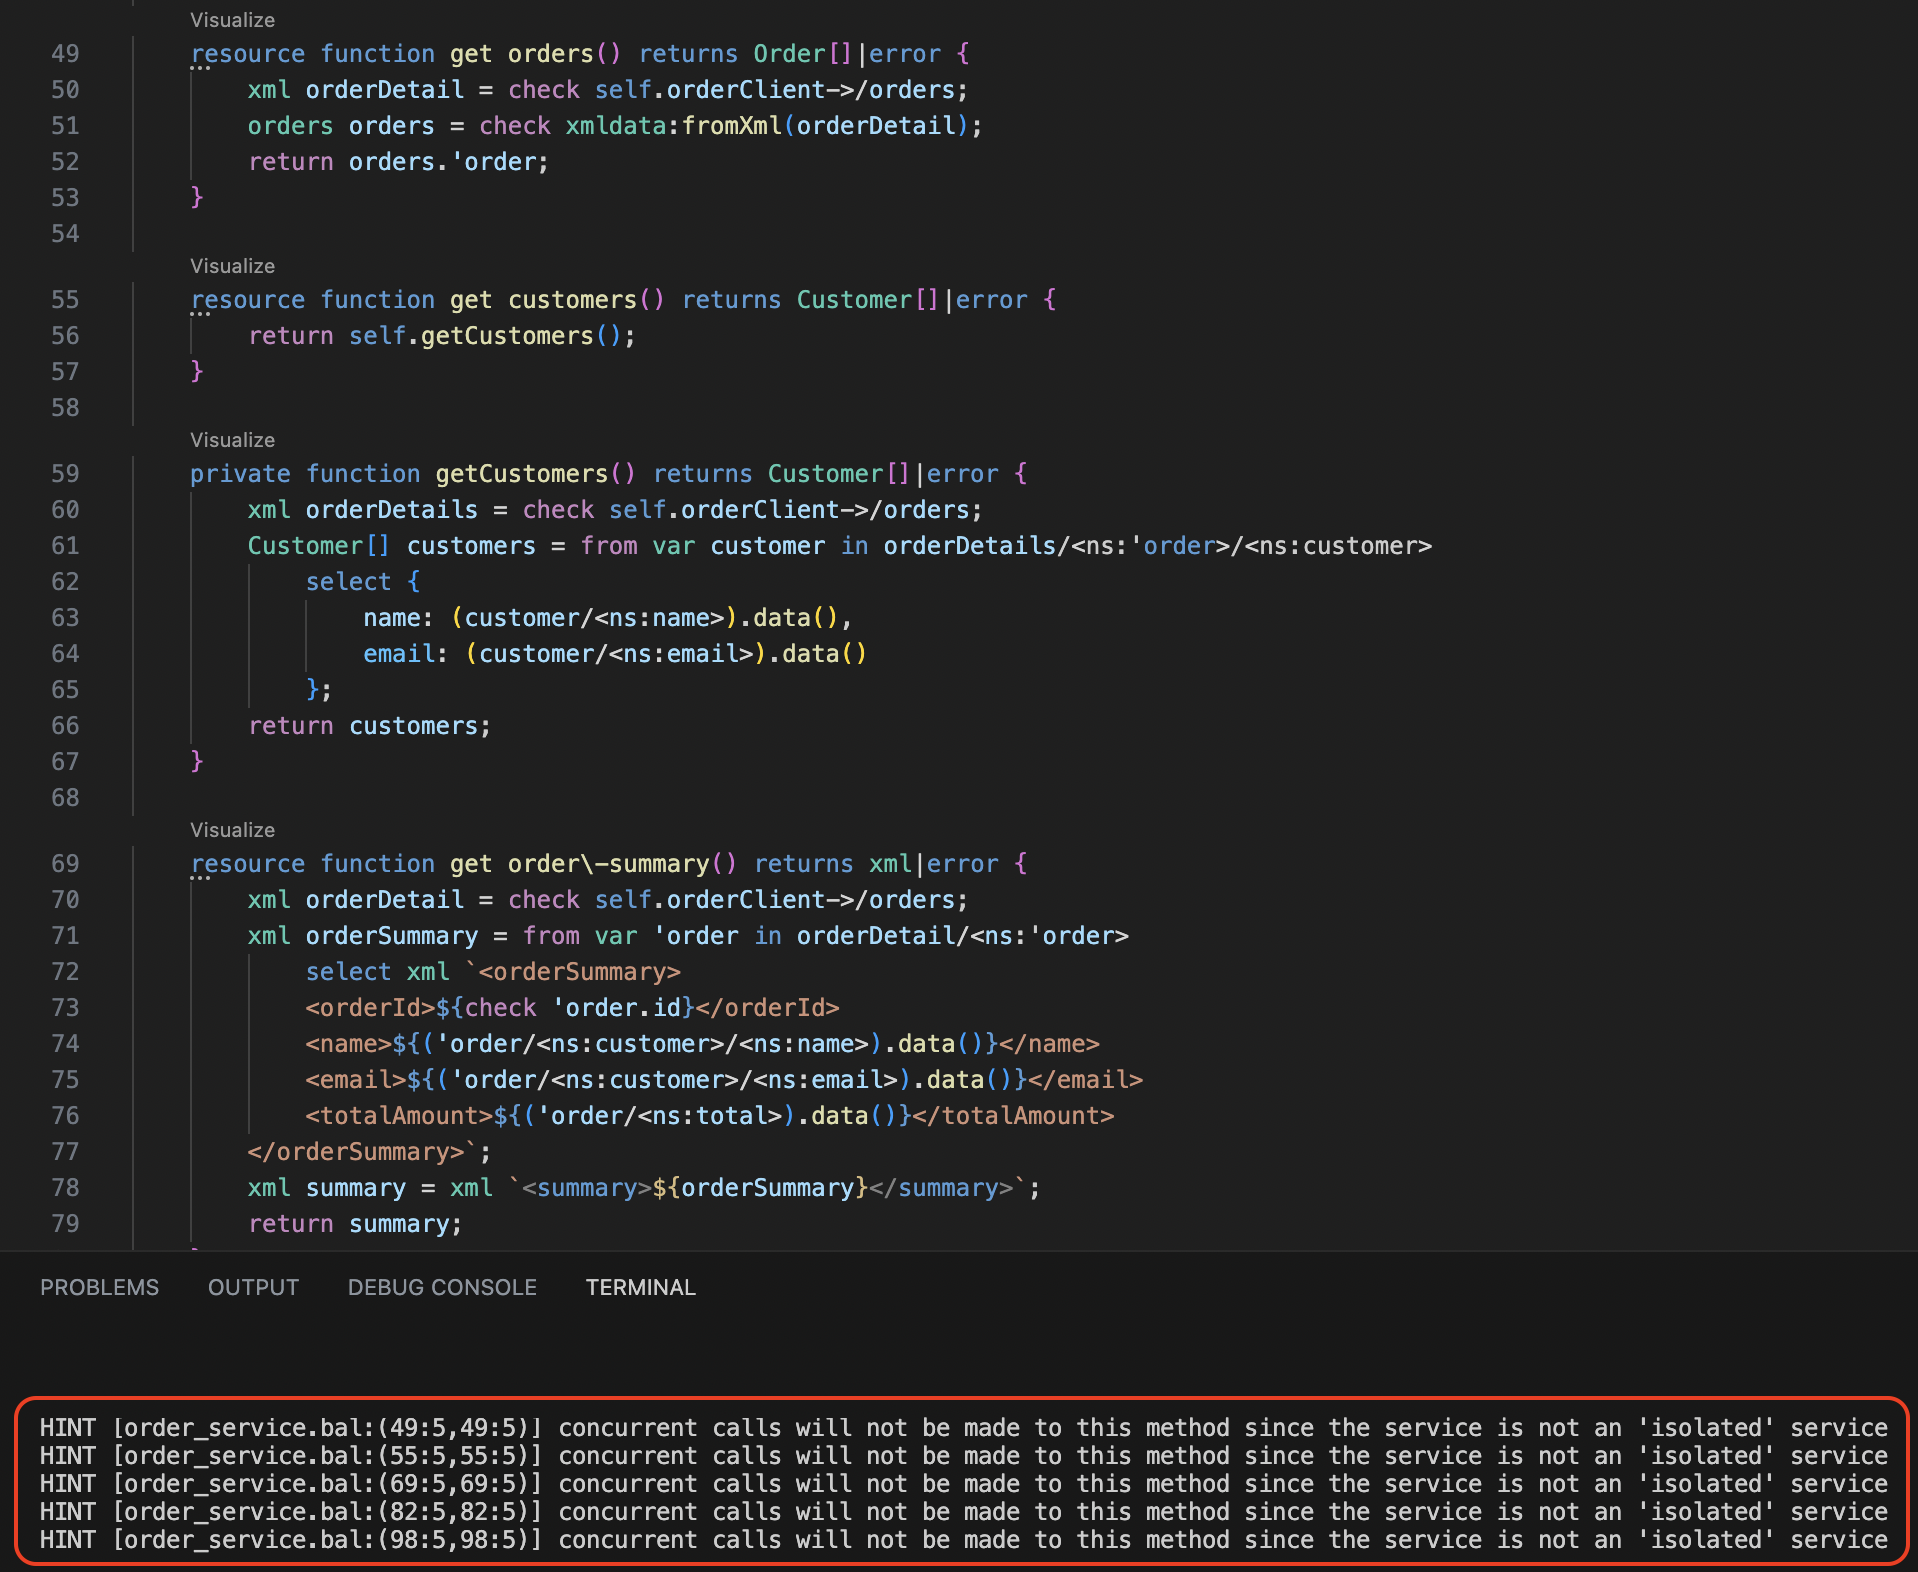 Visualize
49 resource function get orders() returns Order[]|error {
50 xml orderDetail = check self.orderClient->/orders;
51 orders orders = check xmldata:fromXml(orderDetail);
52 return orders.'order;
53 }
54
Visualize
55 resource function get customers() returns Customer[]|error {
56 return self.getCustomers();
57 }
58
Visualize
59 private function getCustomers() returns Customer[]|error {
60 xml orderDetails = check self.orderClient->/orders;
61 Customer[] customers = from var customer in orderDetails/<ns:'order>/<ns:customer>
62 select {
63 name: (customer/<ns:name>).data(),
64 email: (customer/<ns:email>).data()
65 };
66 return customers;
67 }
68
Visualize
69 resource function get order\-summary() returns xml|error {
70 xml orderDetail = check self.orderClient->/orders;
71 xml orderSummary = from var 'order in orderDetail/<ns:'order>
72 select xml `<orderSummary>
73 <orderId>${check 'order.id}</orderId>
74 <name>${('order/<ns:customer>/<ns:name>).data()}</name>
75 <email>${('order/<ns:customer>/<ns:email>).data()}</email>
76 <totalAmount>${('order/<ns:total>).data()}</totalAmount>
77 </orderSummary>`;
78 xml summary = xml `<summary>${orderSummary}</summary>`;
79 return summary;
PROBLEMS OUTPUT DEBUG CONSOLE TERMINAL
HINT [order_service.bal:(49:5,49:5)] concurrent calls will not be made to this method since the service is not an 'isolated' service
HINT [order_service.bal:(55:5,55:5)] concurrent calls will not be made to this method since the service is not an 'isolated' service
HINT [order_service.bal:(69:5,69:5)] concurrent calls will not be made to this method since the service is not an 'isolated' service
HINT [order_service.bal:(82:5,82:5)] concurrent calls will not be made to this method since the service is not an 'isolated' service
HINT [order_service.bal:(98:5,98:5)] concurrent calls will not be made to this method since the service is not an 'isolated' service